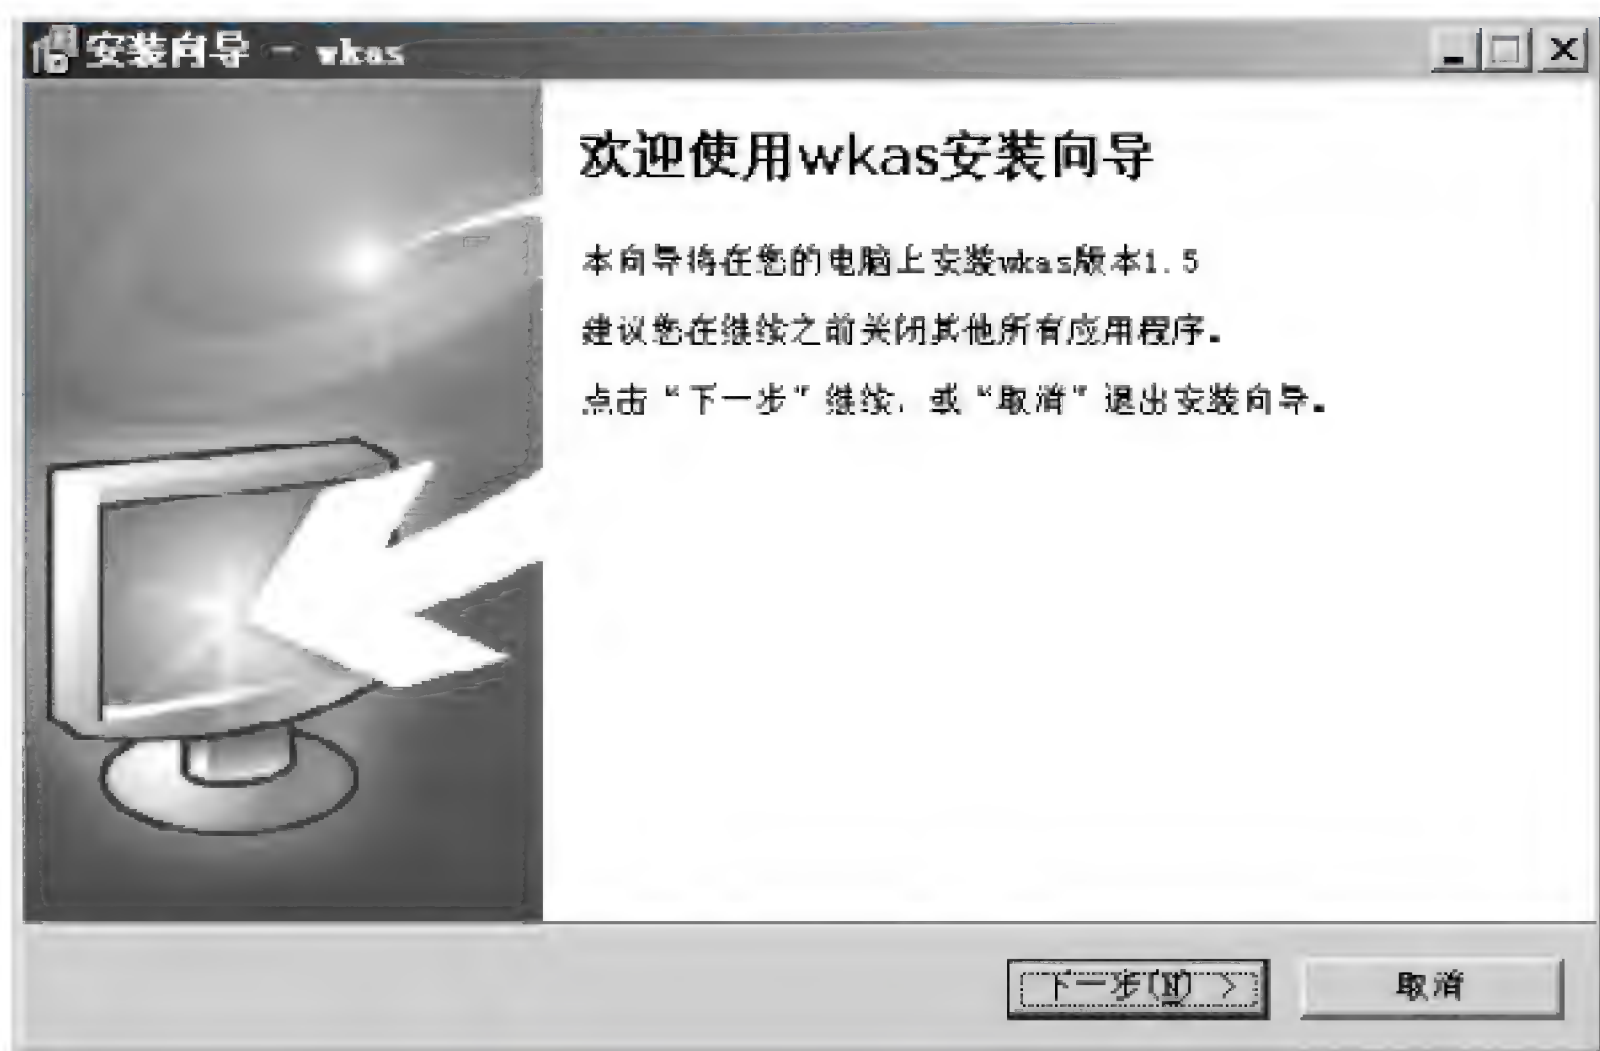 安装向导 - wkas
欢迎使用wkas安装向导
本向导将在您的电脑上安装wkas版本1.5
建议您在继续之前关闭其他所有应用程序。
点击“下一步”继续，或“取消”退出安装向导。
下一步(N) >
取消